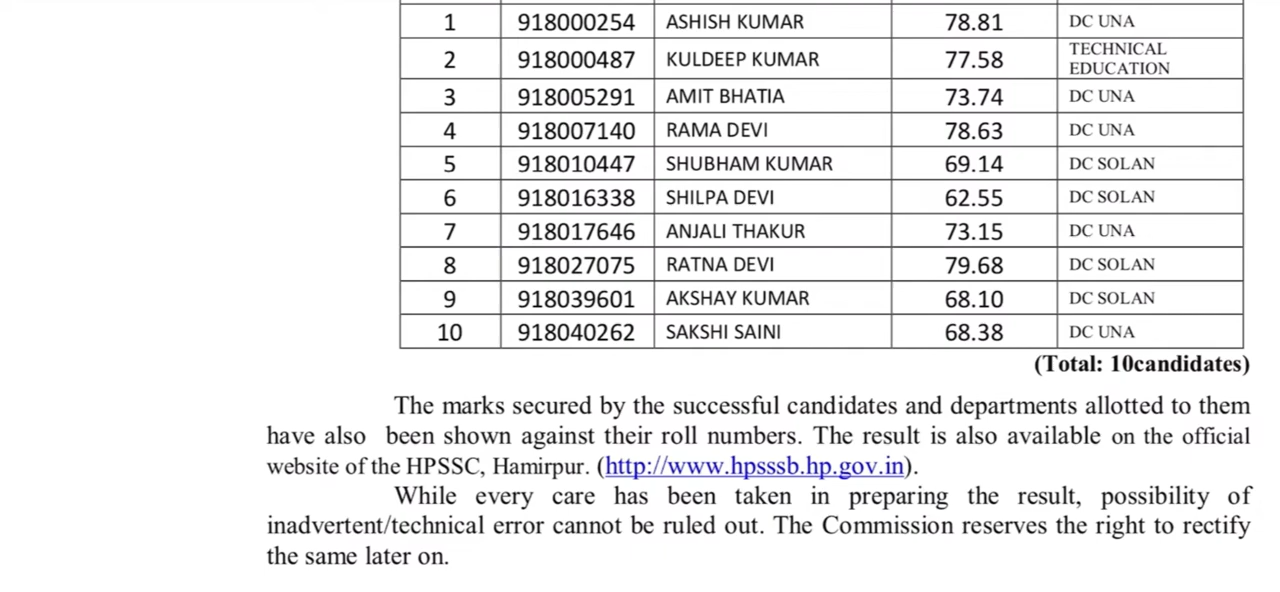 1 918000254 ASHISH KUMAR 78.81 DC UNA
2 918000487 KULDEEP KUMAR 77.58 TECHNICAL EDUCATION
3 918005291 AMIT BHATIA 73.74 DC UNA
4 918007140 RAMA DEVI 78.63 DC UNA
5 918010447 SHUBHAM KUMAR 69.14 DC SOLAN
6 918016338 SHILPA DEVI 62.55 DC SOLAN
7 918017646 ANJALI THAKUR 73.15 DC UNA
8 918027075 RATNA DEVI 79.68 DC SOLAN
9 918039601 AKSHAY KUMAR 68.10 DC SOLAN
10 918040262 SAKSHI SAINI 68.38 DC UNA
(Total: 10candidates)
The marks secured by the successful candidates and departments allotted to them
have also been shown against their roll numbers. The result is also available on the official
website of the HPSSC, Hamirpur. (http://www.hpsssb.hp.gov.in).
While every care has been taken in preparing the result, possibility of
inadvertent/technical error cannot be ruled out. The Commission reserves the right to rectify
the same later on.